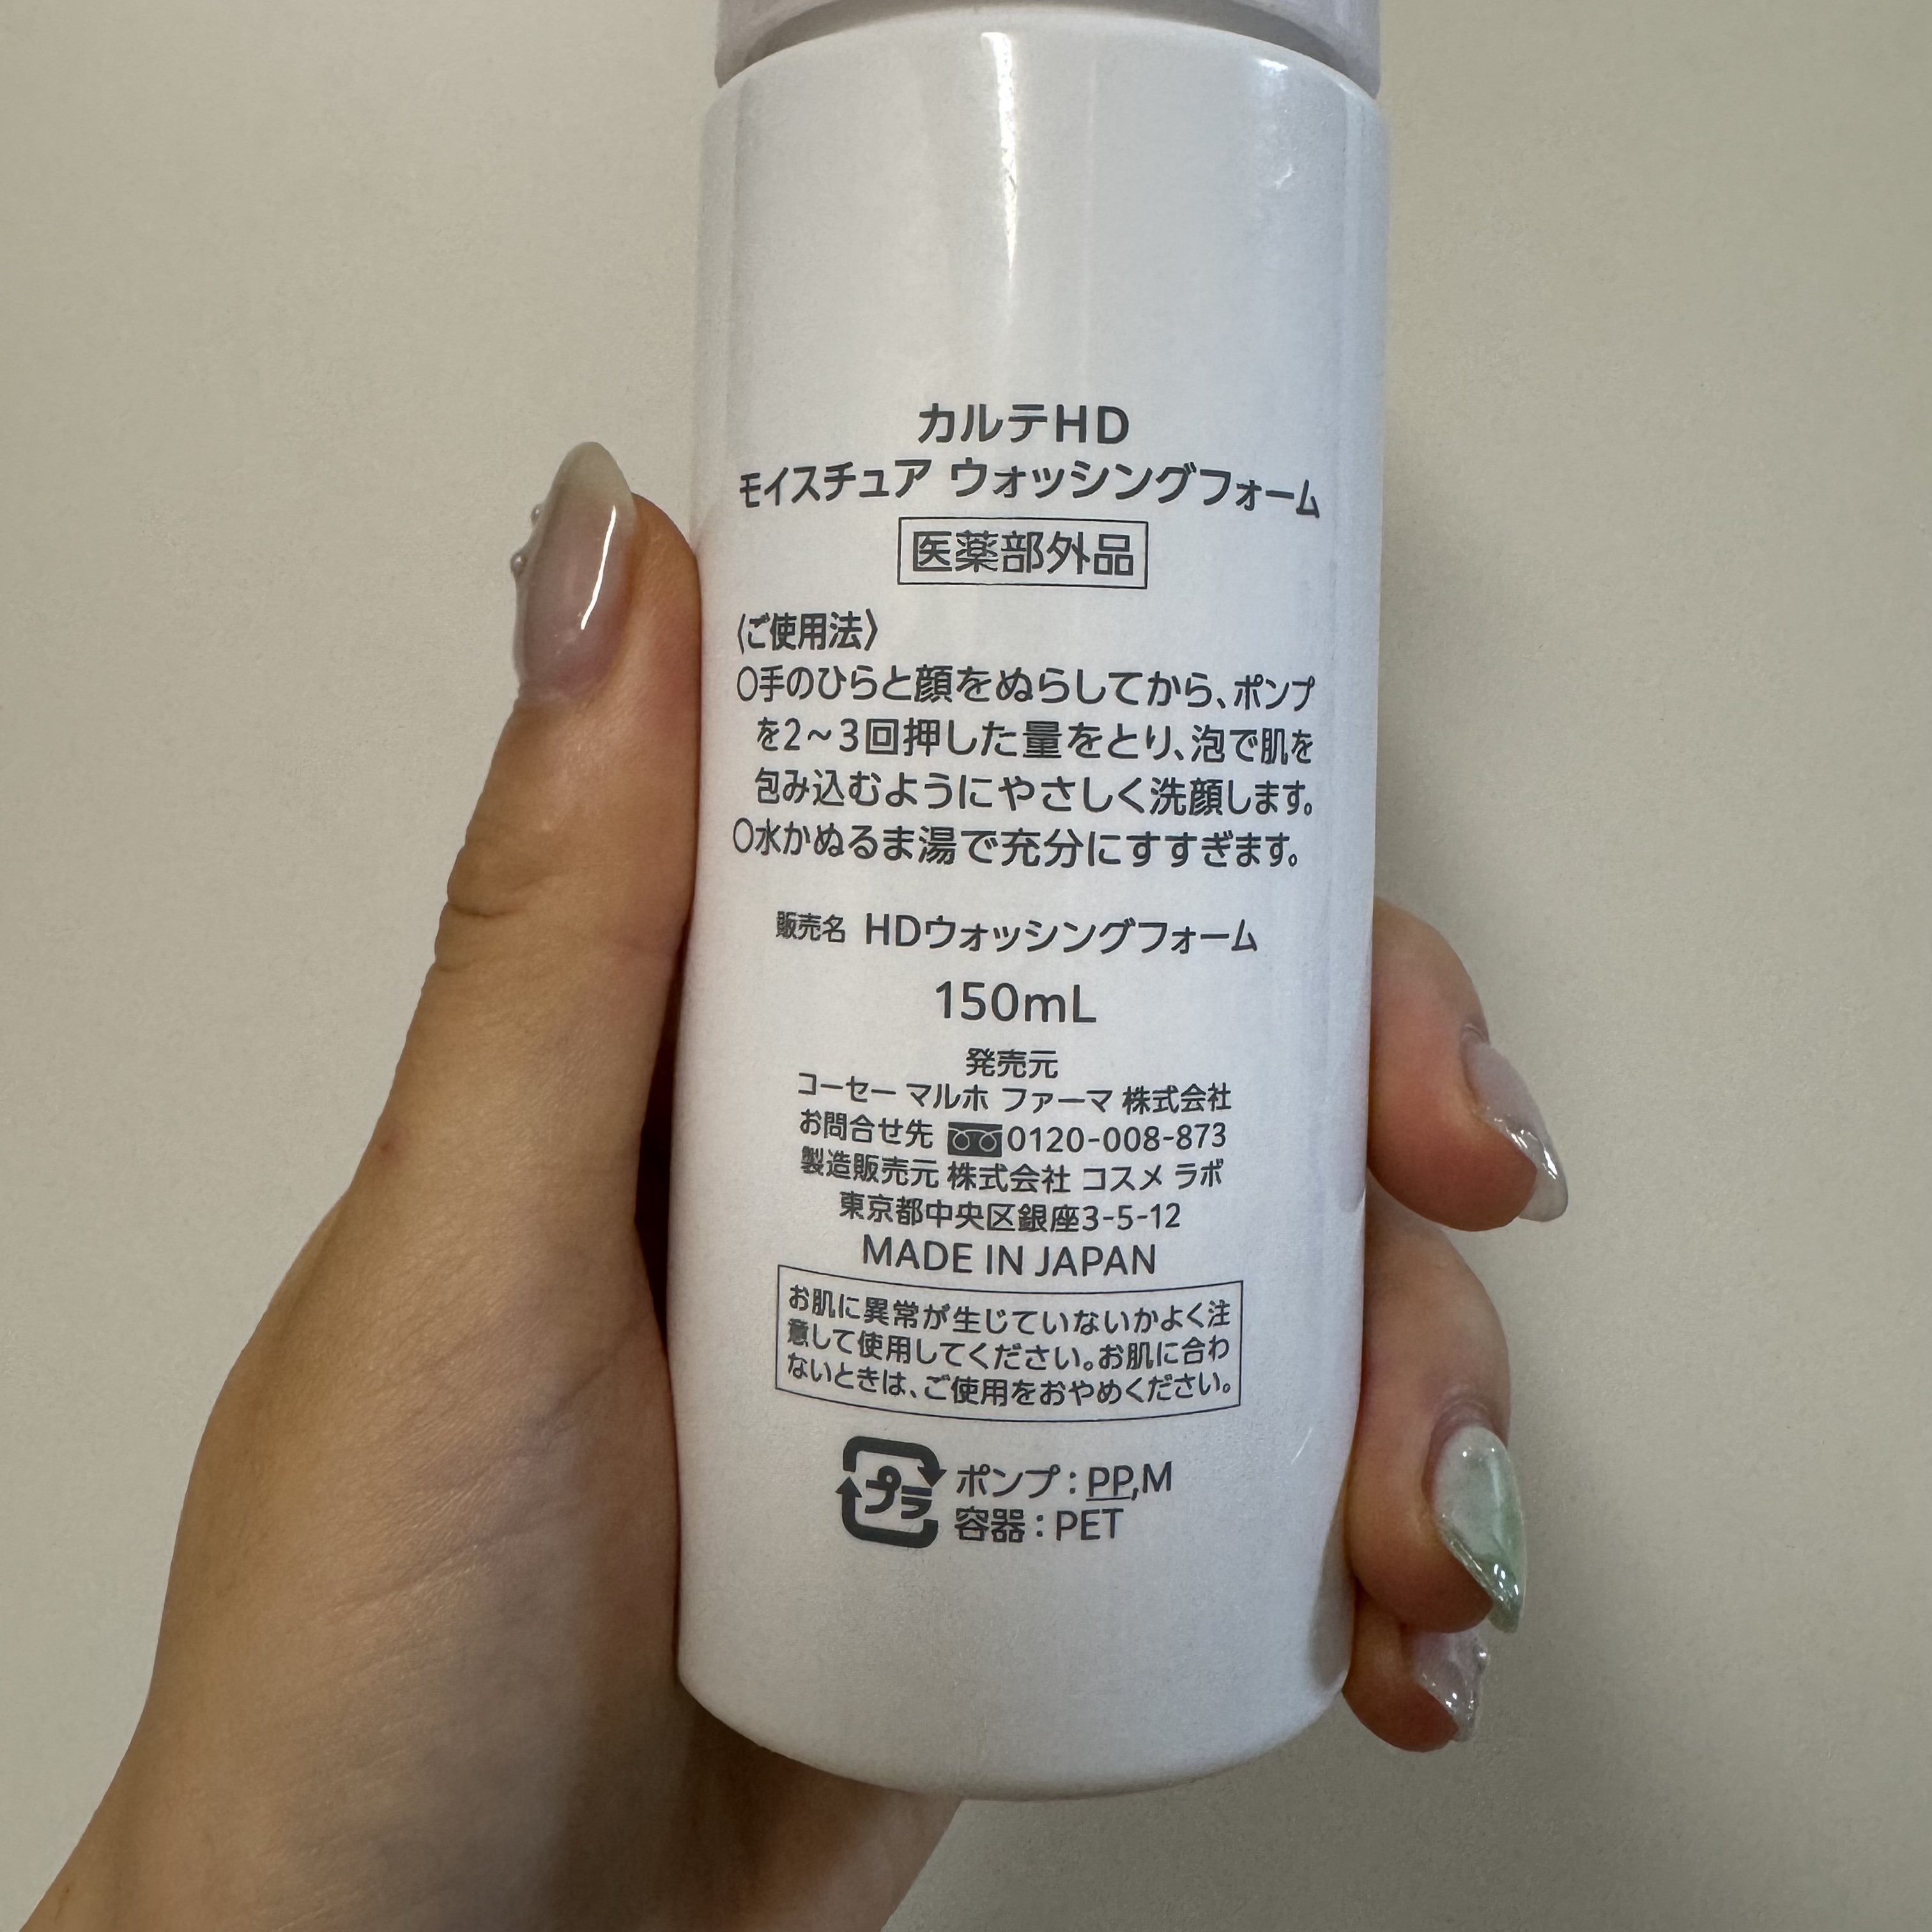 カルテHD
モイスチュア ウォッシングフォーム
医薬部外品
〈ご使用法〉
○手のひらと顔をぬらしてから、ポンプ
を2～3回押した量をとり、泡で肌を
包み込むようにやさしく洗顔します。
○水かぬるま湯で充分にすすぎます。
販売名 HDウォッシングフォーム
150mL
発売元
コーセー マルホ ファーマ 株式会社
お問合せ先 0120-008-873
製造販売元 株式会社 コスメ ラボ
東京都中央区銀座3-5-12
MADE IN JAPAN
お肌に異常が生じていないかよく注
意して使用してください。お肌に合わ
ないときは、ご使用をおやめください。
プラ ポンプ：PP,M
容器：PET